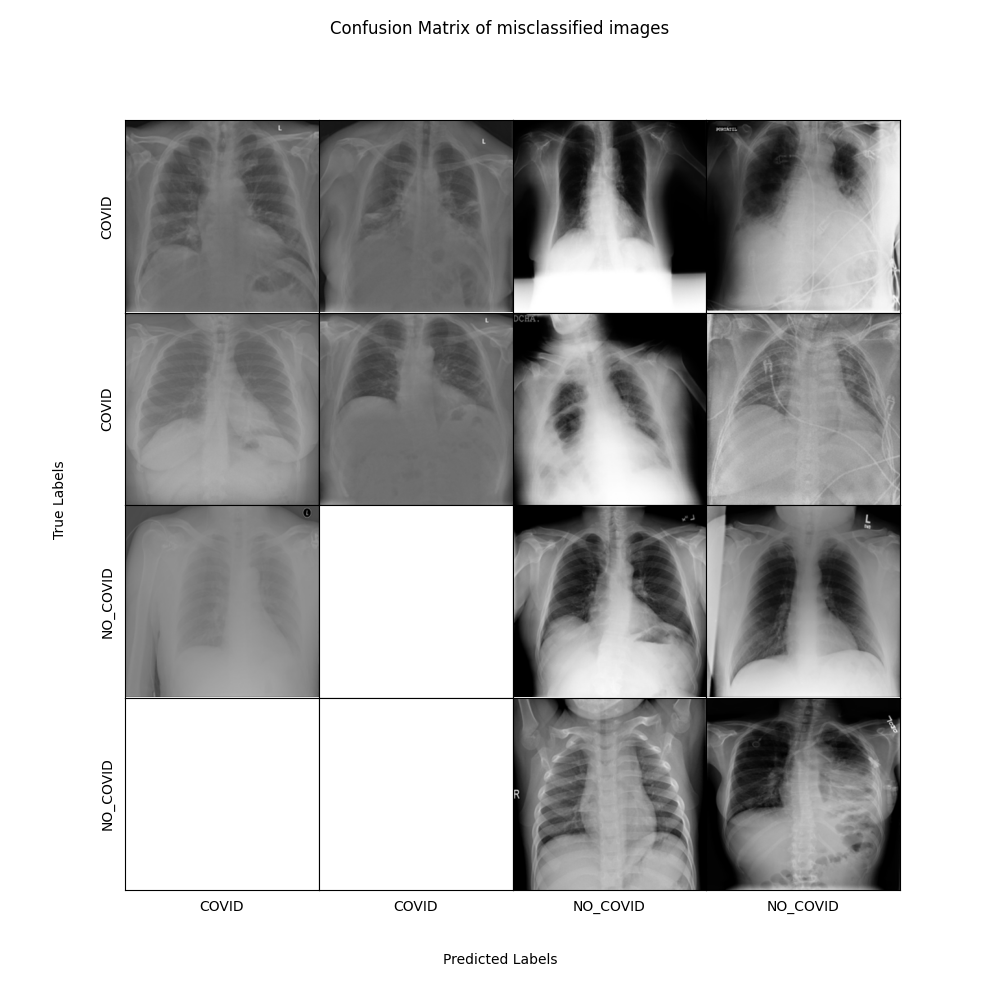 Confusion Matrix of misclassified images
L
L
COVID
L
COVID
True Labels
L
NO_COVID
R
NO_COVID
COVID
COVID
NO_COVID
NO_COVID
Predicted Labels